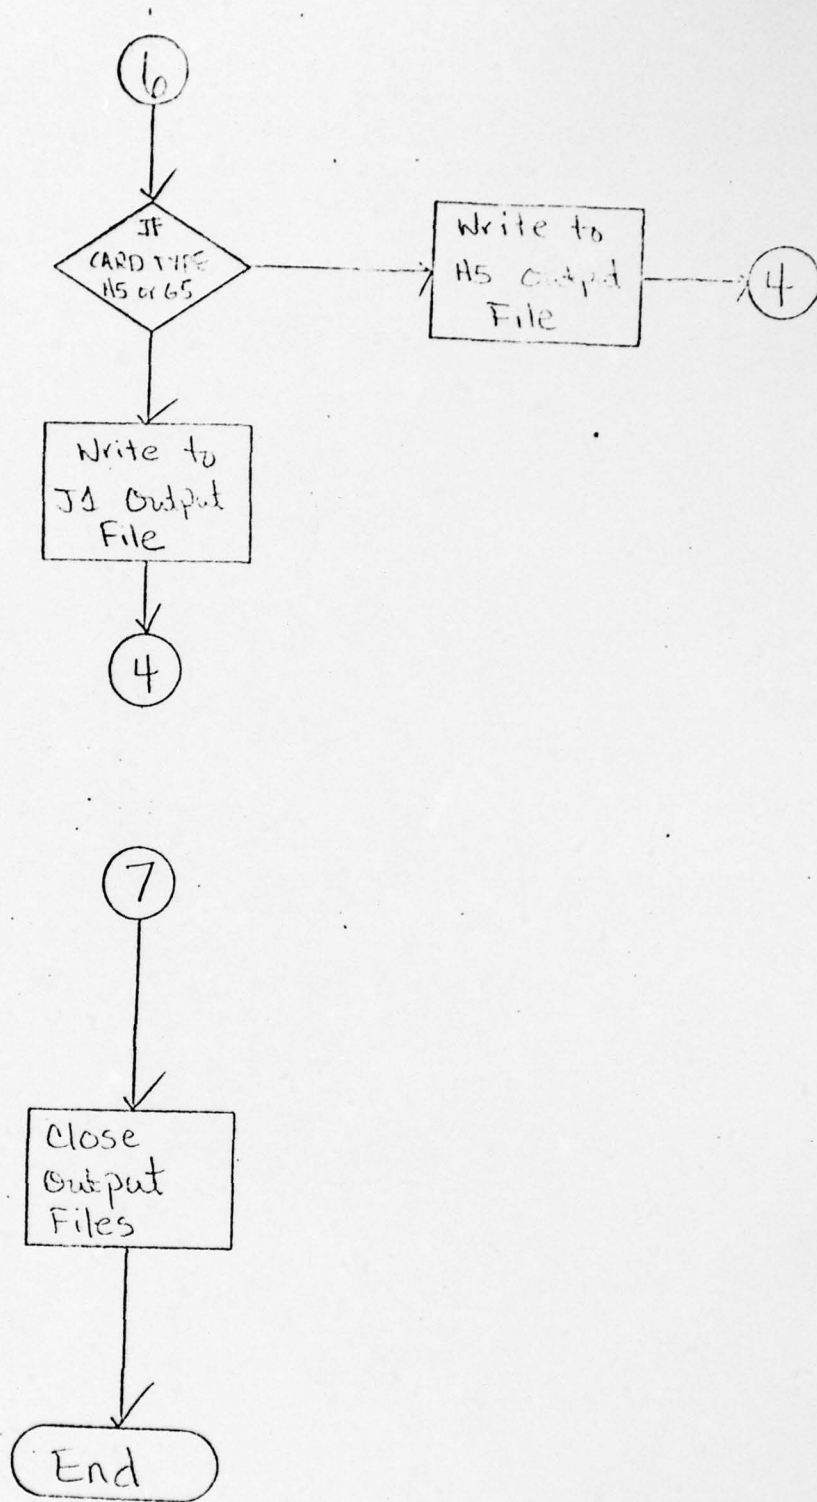 6
IF
CARD TYPE
H5 or G5
Write to
H5 Output
File
4
Write to
J1 Output
File
4
7
Close
Output
Files
End